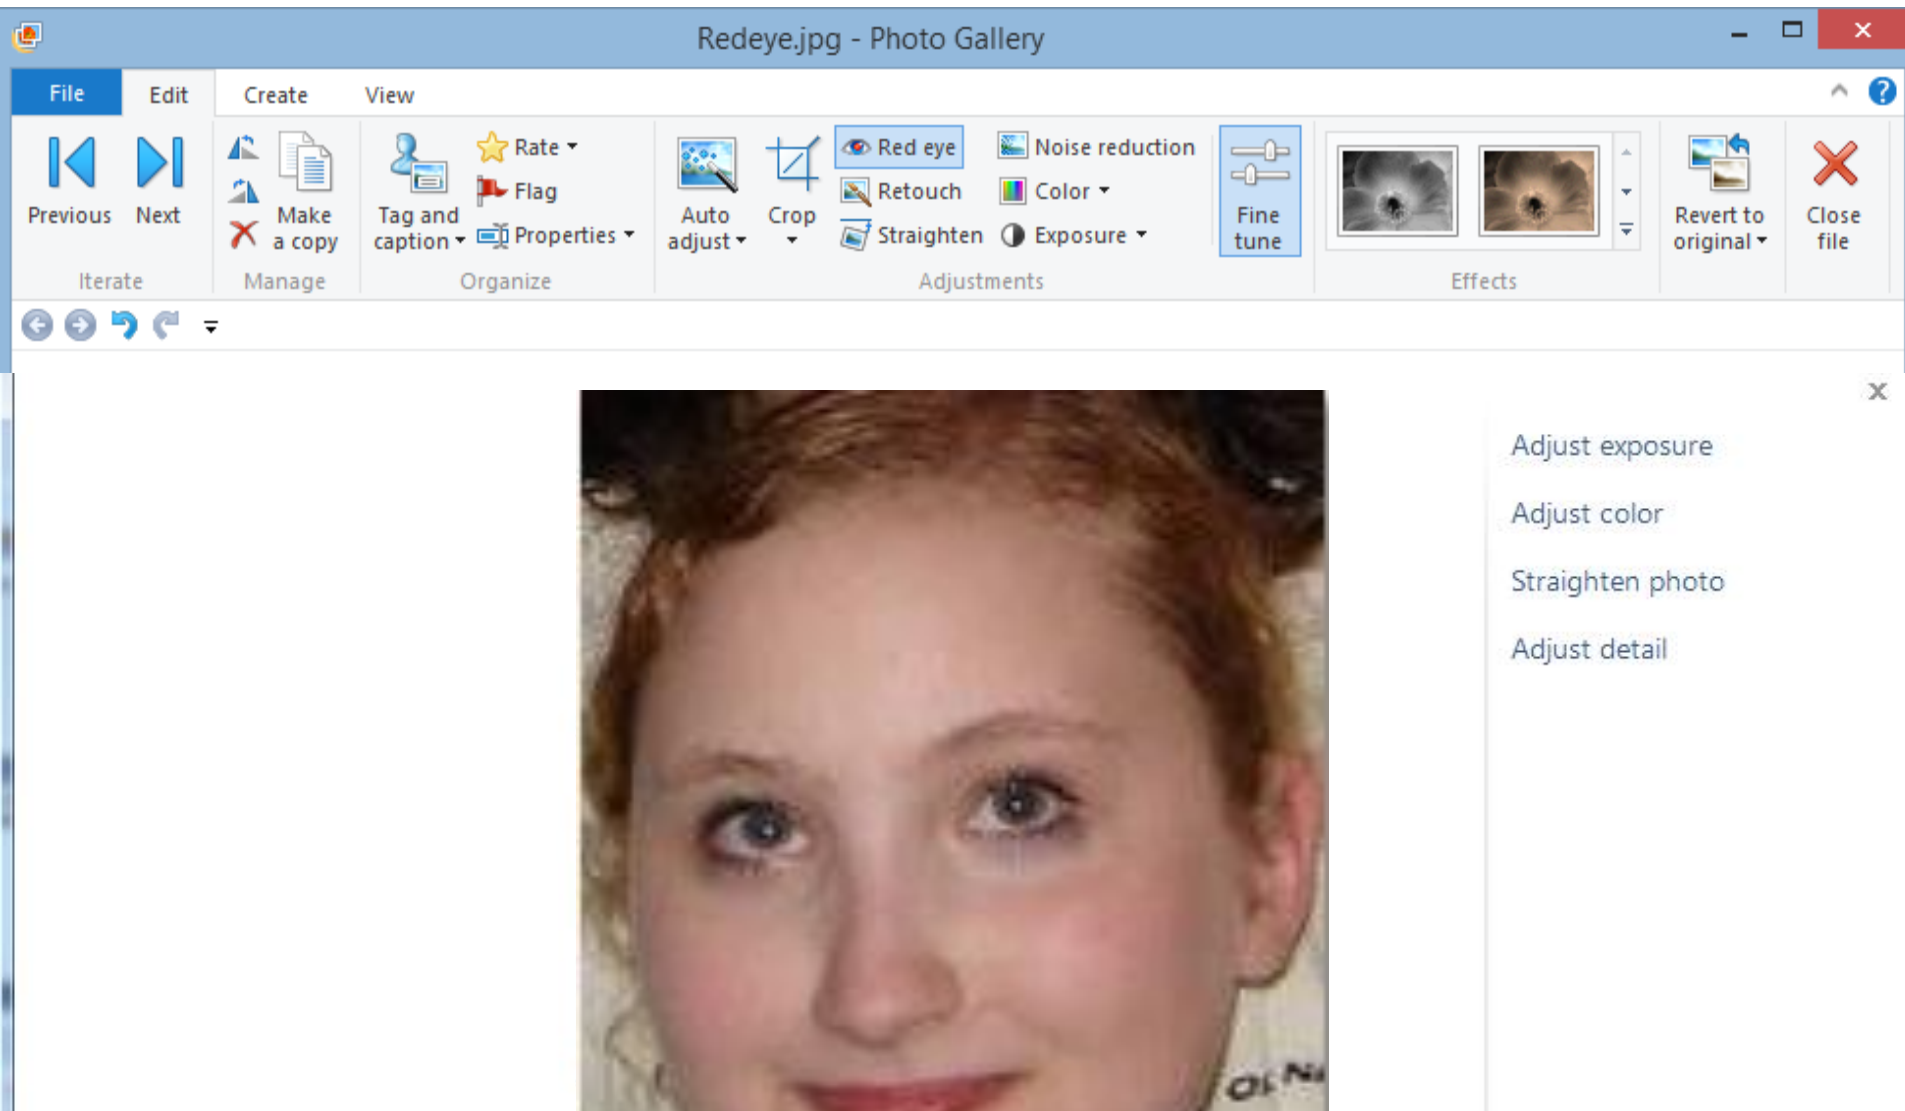 Redeye.jpg - Photo Gallery
File Edit Create View
Previous Next
Make a copy
Tag and caption
Rate
Flag
Properties
Auto adjust
Crop
Red eye
Retouch
Straighten
Noise reduction
Color
Exposure
Fine tune
Revert to original
Close file
Iterate Manage Organize Adjustments Effects
Adjust exposure
Adjust color
Straighten photo
Adjust detail